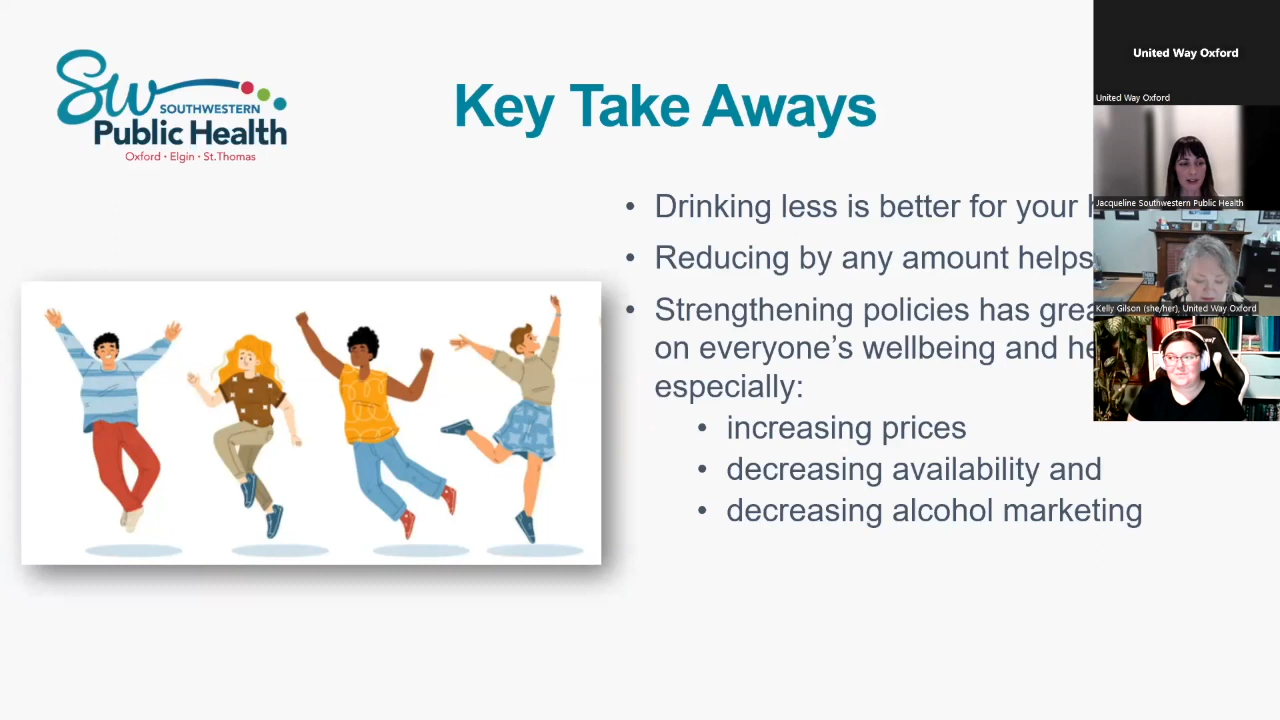 SW
SOUTHWESTERN
Public Health
Oxford • Elgin • St.Thomas
Key Take Aways
• Drinking less is better for your
• Reducing by any amount helps
• Strengthening policies has
on everyone’s wellbeing and
especially:
• increasing prices
• decreasing availability and
• decreasing alcohol marketing
United Way Oxford
United Way Oxford
Jacqueline Southwestern Public Health
Kelly Gilson (she/her), United Way Oxford